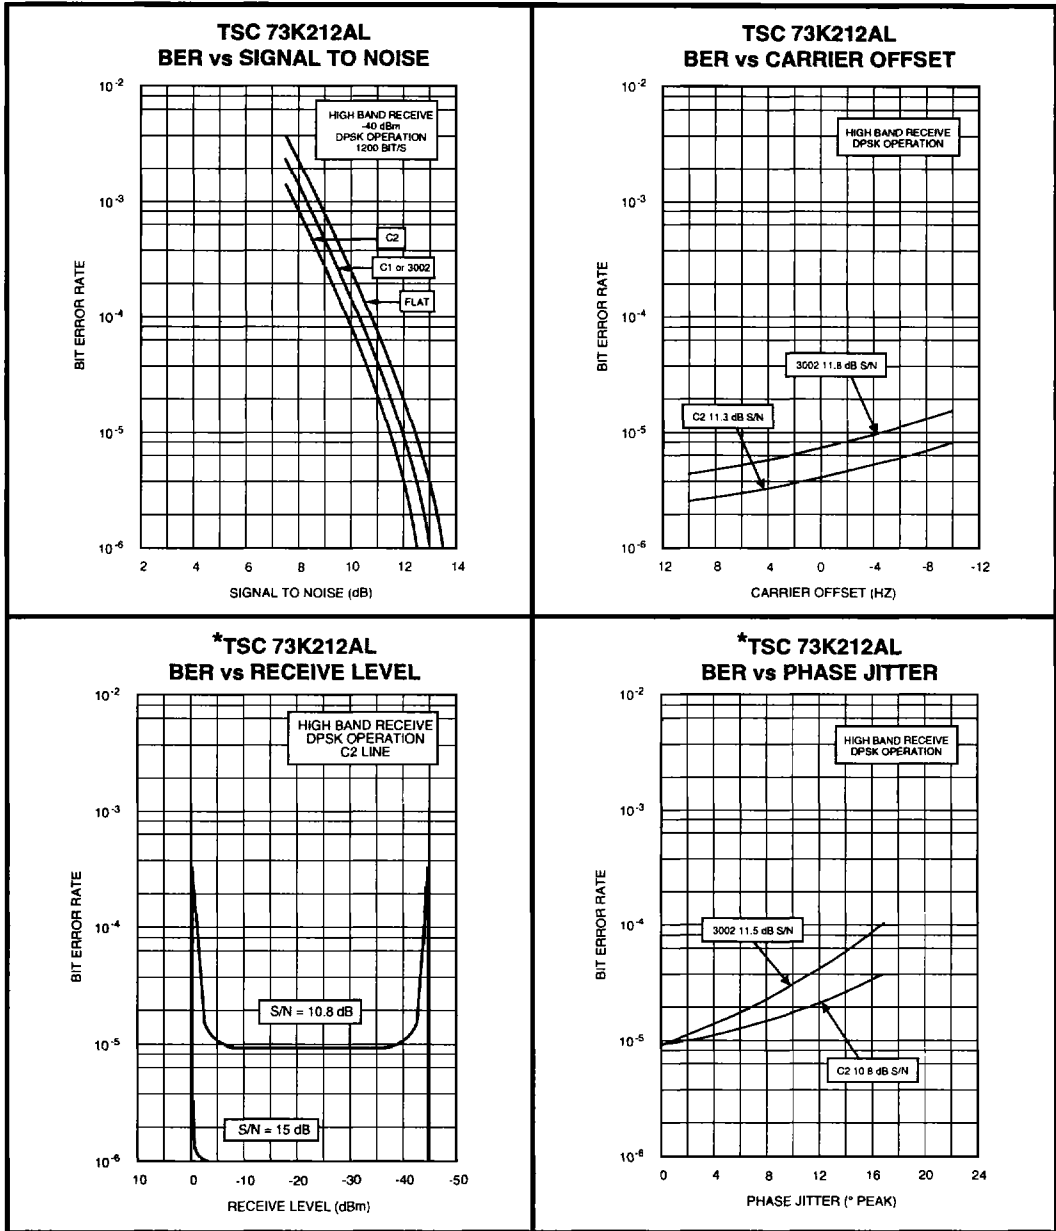 TSC 73K212AL
BER vs SIGNAL TO NOISE
HIGH BAND RECEIVE
-40 dBm
DPSK OPERATION
1200 BIT/S
C2
C1 or 3002
FLAT
BIT ERROR RATE
10-2
10-3
10-4
10-5
10-6
2 4 6 8 10 12 14
SIGNAL TO NOISE (dB)
TSC 73K212AL
BER vs CARRIER OFFSET
HIGH BAND RECEIVE
DPSK OPERATION
3002 11.8 dB S/N
C2 11.3 dB S/N
BIT ERROR RATE
10-2
10-3
10-4
10-5
10-6
12 8 4 0 -4 -8 -12
CARRIER OFFSET (HZ)
*TSC 73K212AL
BER vs RECEIVE LEVEL
HIGH BAND RECEIVE
DPSK OPERATION
C2 LINE
S/N = 10.8 dB
S/N = 15 dB
BIT ERROR RATE
10-2
10-3
10-4
10-5
10-6
10 0 -10 -20 -30 -40 -50
RECEIVE LEVEL (dBm)
*TSC 73K212AL
BER vs PHASE JITTER
HIGH BAND RECEIVE
DPSK OPERATION
3002 11.5 dB S/N
C2 10 8 dB S/N
BIT ERROR RATE
10-2
10-3
10-4
10-5
10-6
0 4 8 12 16 20 24
PHASE JITTER (° PEAK)